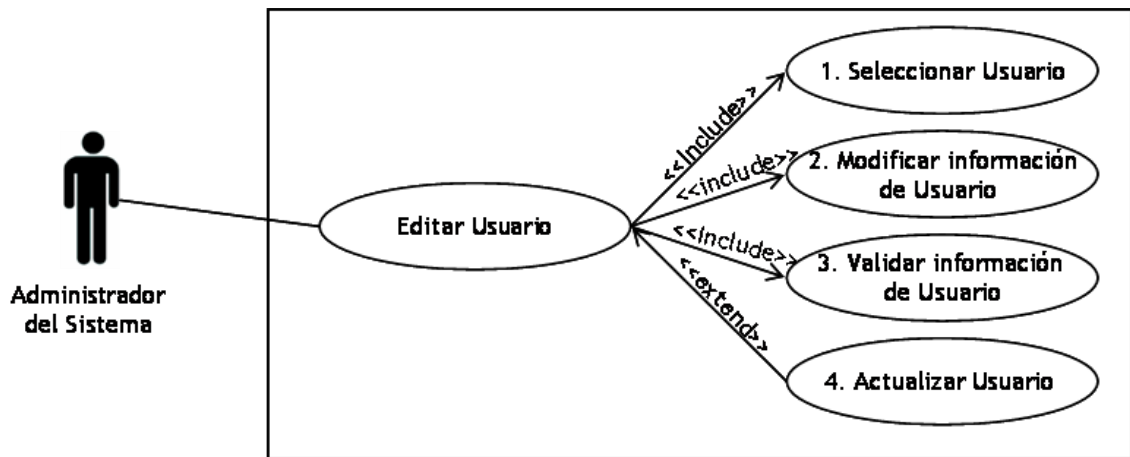 1. Seleccionar Usuario
<<Include>>
2. Modificar información
de Usuario
<<include>>
Editar Usuario
<<Include>>
3. Validar información
de Usuario
<<extend>>
4. Actualizar Usuario
Administrador
del Sistema